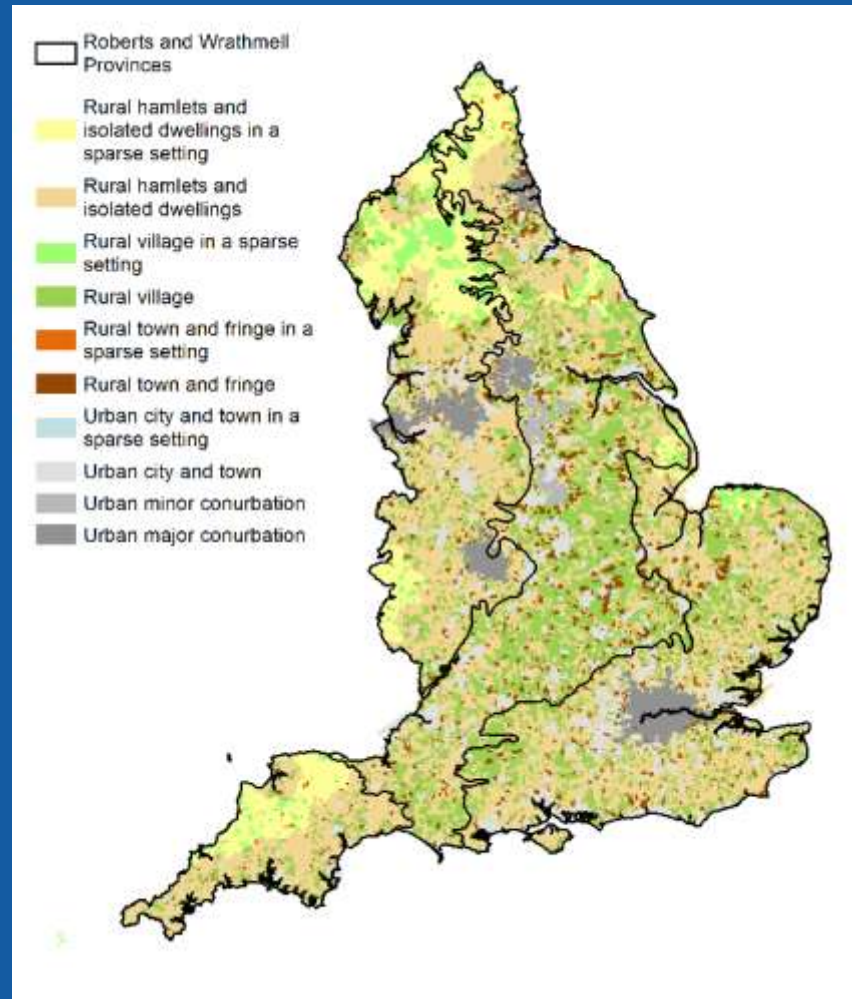 Roberts and Wrathmell
Provinces
Rural hamlets and
isolated dwellings in a
sparse setting
Rural hamlets and
isolated dwellings
Rural village in a sparse
setting
Rural village
Rural town and fringe in a
sparse setting
Rural town and fringe
Urban city and town in a
sparse setting
Urban city and town
Urban minor conurbation
Urban major conurbation